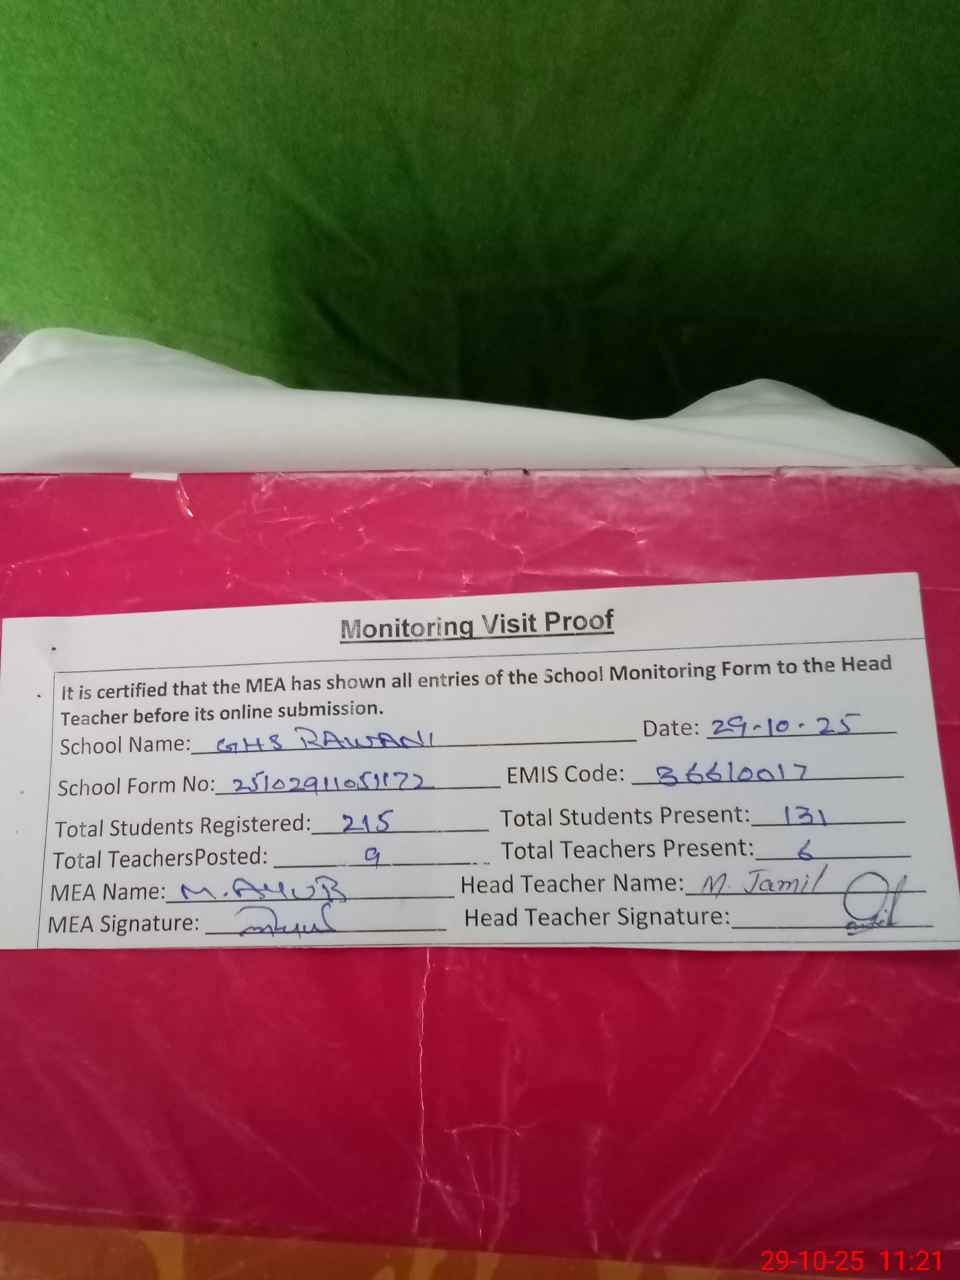 Monitoring Visit Proof
It is certified that the MEA has shown all entries of the School Monitoring Form to the Head
Teacher before its online submission.
School Name: GHS RAWANI Date: 29-10-25
School Form No: 25102911051172 EMIS Code: 36610017
Total Students Registered: 215 Total Students Present: 131
Total TeachersPosted: 9 Total Teachers Present: 6
MEA Name: M. AYUB Head Teacher Name: M. Jamil
MEA Signature: Head Teacher Signature:
29-10-25 11:21